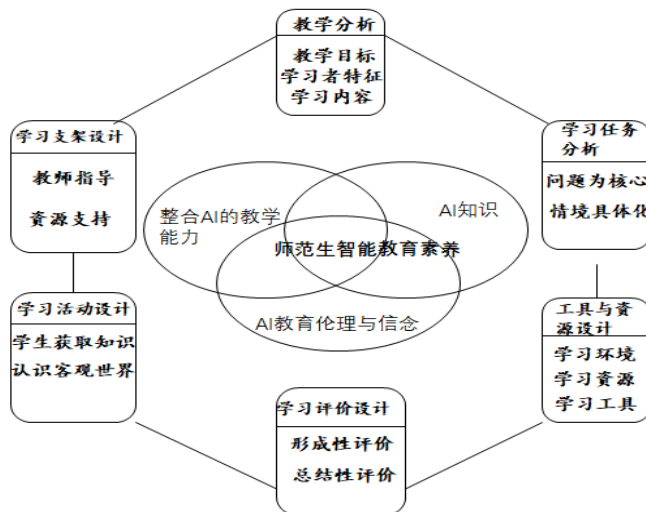 教学分析
教学目标
学习者特征
学习内容
学习支架设计
教师指导
资源支持
学习任务
分析
问题为核心
情境具体化
整合AI的教学
能力
AI知识
师范生智能教育素养
AI教育伦理与信念
学习活动设计
学生获取知识
认识客观世界
工具与资
源设计
学习环境
学习资源
学习工具
学习评价设计
形成性评价
总结性评价